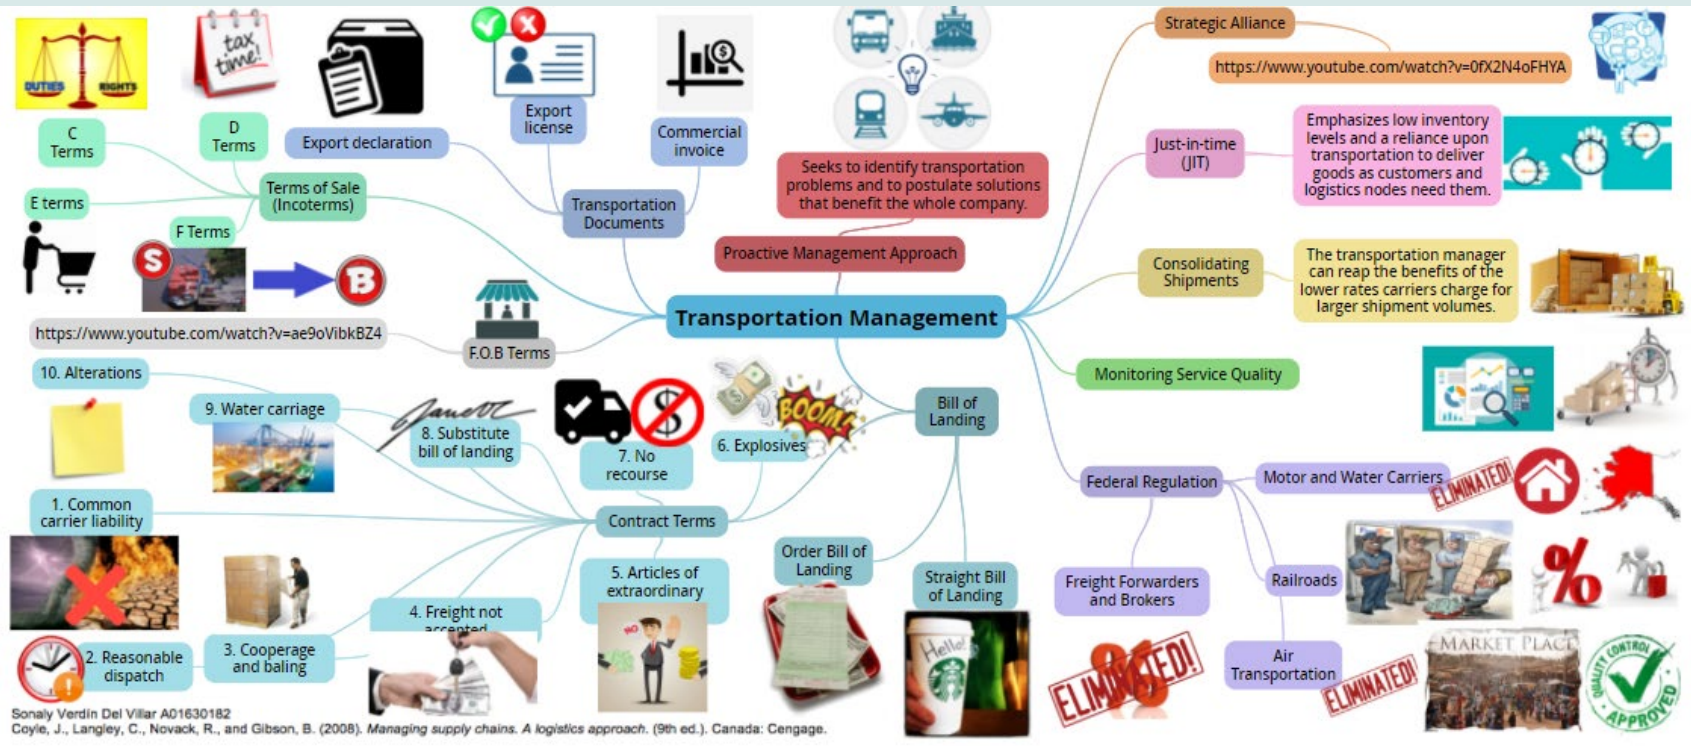 Transportation Management
Proactive Management Approach
Seeks to identify transportation
problems and to postulate solutions
that benefit the whole company.
Strategic Alliance
https://www.youtube.com/watch?v=0fX2N4oFHYA
Just-in-time
(JIT)
Emphasizes low inventory
levels and a reliance upon
transportation to deliver
goods as customers and
logistics nodes need them.
Consolidating
Shipments
The transportation manager
can reap the benefits of the
lower rates carriers charge for
larger shipment volumes.
Monitoring Service Quality
Federal Regulation
Motor and Water Carriers
ELIMINATED!
Railroads
%
Air
Transportation
ELIMINATED!
MARKET PLACE
QUALITY CONTROL
APPROVED
Freight Forwarders
and Brokers
ELIMINATED!
Bill of
Landing
Order Bill of
Landing
Straight Bill
of Landing
Hello!
Contract Terms
1. Common
carrier liability
2. Reasonable
dispatch
3. Cooperage
and baling
4. Freight not
accepted
5. Articles of
extraordinary
NO
6. Explosives
BOOM!
7. No
recourse
$
8. Substitute
bill of landing
9. Water carriage
10. Alterations
F.O.B Terms
https://www.youtube.com/watch?v=ae9oVibkBZ4
Transportation
Documents
Export declaration
Export
license
Commercial
invoice
Terms of Sale
(Incoterms)
C
Terms
D
Terms
E terms
F Terms
S
B
DUTIES
RIGHTS
tax
time!
Sonaly Verdín Del Villar A01630182
Coyle, J., Langley, C., Novack, R., and Gibson, B. (2008). Managing supply chains. A logistics approach. (9th ed.). Canada: Cengage.